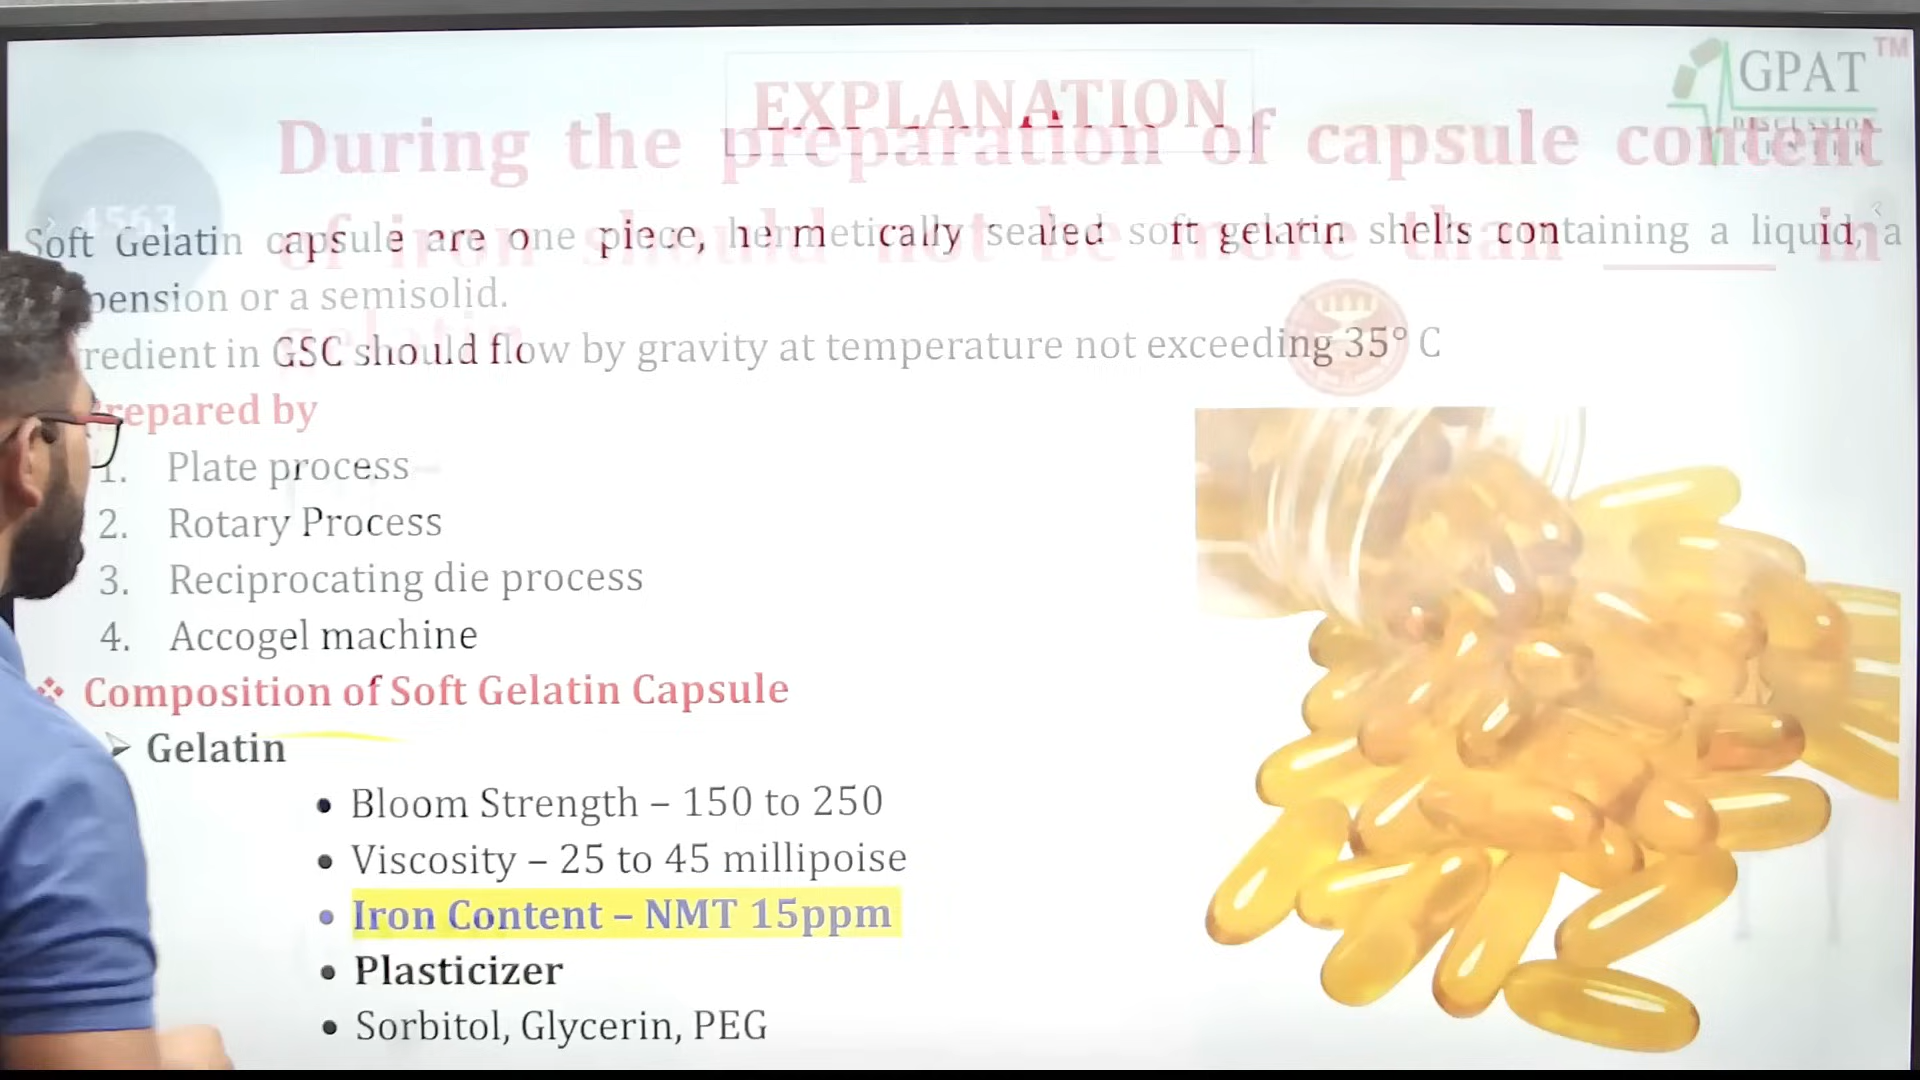 EXPLANATION
GPAT TM
During the preparation of capsule content
DISCUSSION
4563
of iron should not be more than in
Soft Gelatin capsule are one piece, hermetically sealed soft gelatin shells containing a liquid, a
pension or a semisolid.
gelatin
redient in GSC should flow by gravity at temperature not exceeding 35° C
Prepared by
1. Plate process
2. Rotary Process
3. Reciprocating die process
4. Accogel machine
❖ Composition of Soft Gelatin Capsule
➢ Gelatin
• Bloom Strength – 150 to 250
• Viscosity – 25 to 45 millipoise
• Iron Content – NMT 15ppm
• Plasticizer
• Sorbitol, Glycerin, PEG